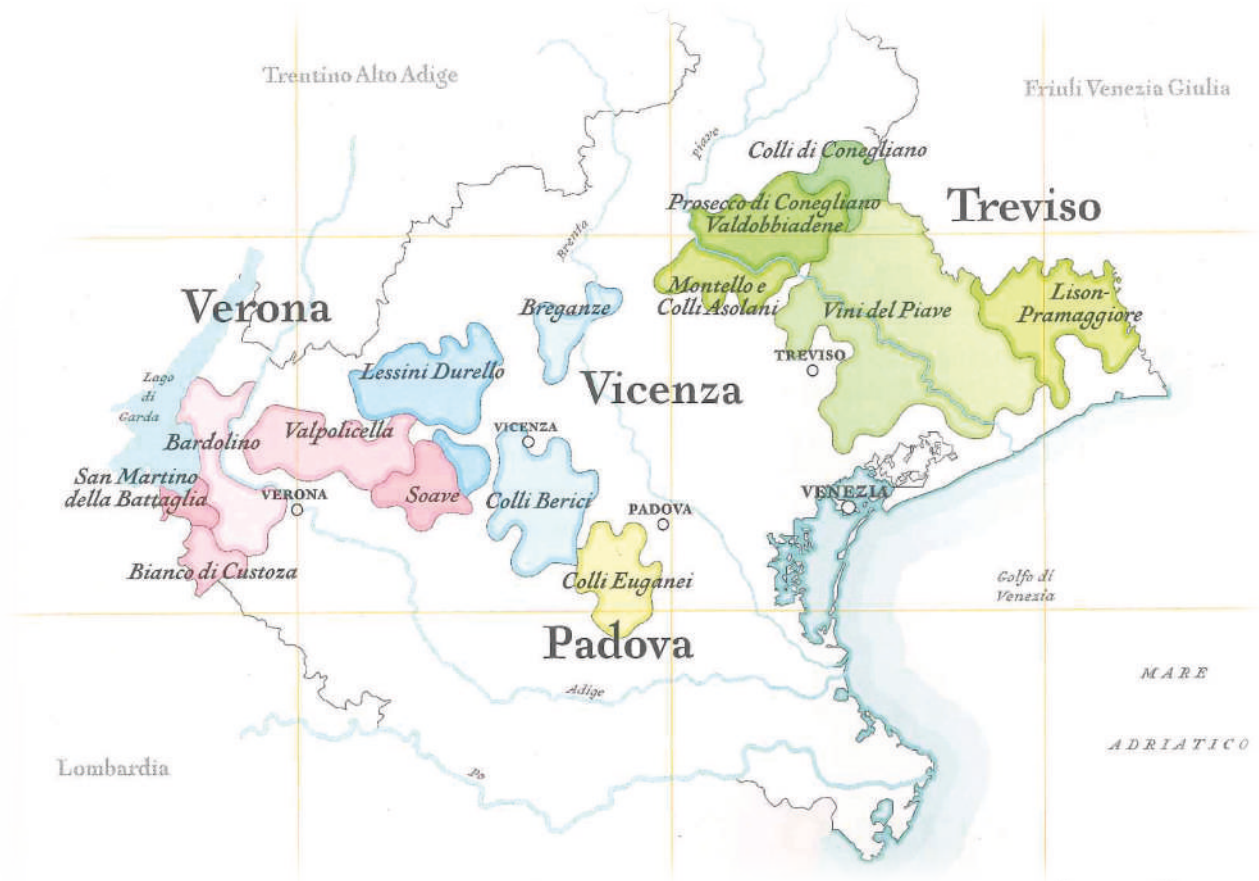 Trentino Alto Adige
Friuli Venezia Giulia
Piave
Colli di Conegliano
Prosecco di Conegliano
Valdobbiadene
Treviso
Brenta
Montello e
Colli Asolani
Verona
Breganze
Vini del Piave
Lison-
Pramaggiore
TREVISO
Lessini Durello
Vicenza
Lago
di
Garda
Bardolino
Valpolicella
VICENZA
San Martino
della Battaglia
VERONA
Soave
Colli Berici
PADOVA
VENEZIA
Bianco di Custoza
Colli Euganei
Golfo di
Venezia
Padova
Adige
MARE
ADRIATICO
Lombardia
Po